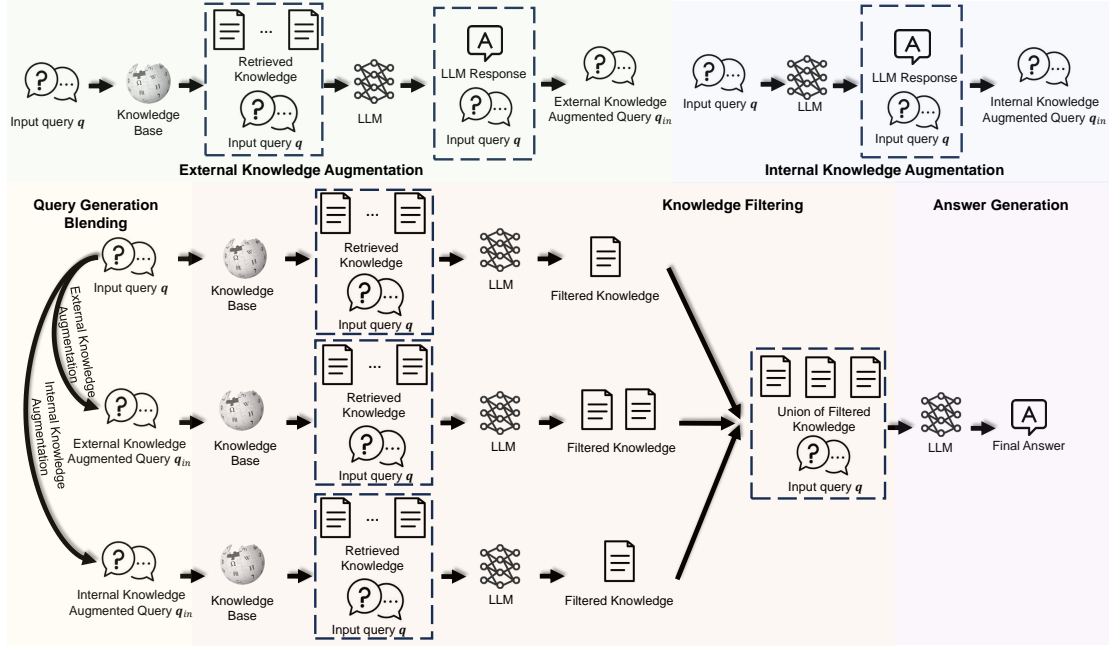 Input query q
Knowledge
Base
...
Retrieved
Knowledge
Input query q
LLM
A
LLM Response
Input query q
External Knowledge
Augmented Query q_in
External Knowledge Augmentation
Input query q
LLM
A
LLM Response
Input query q
Internal Knowledge
Augmented Query q_in
Internal Knowledge Augmentation
Query Generation
Blending
Knowledge Filtering
Answer Generation
Input query q
External Knowledge
Augmentation
Internal Knowledge
Augmentation
Knowledge
Base
...
Retrieved
Knowledge
Input query q
LLM
Filtered Knowledge
External Knowledge
Augmented Query q_in
Knowledge
Base
...
Retrieved
Knowledge
Input query q
LLM
Filtered Knowledge
Internal Knowledge
Augmented Query q_in
Knowledge
Base
...
Retrieved
Knowledge
Input query q
LLM
Filtered Knowledge
Union of Filtered
Knowledge
Input query q
LLM
A
Final Answer